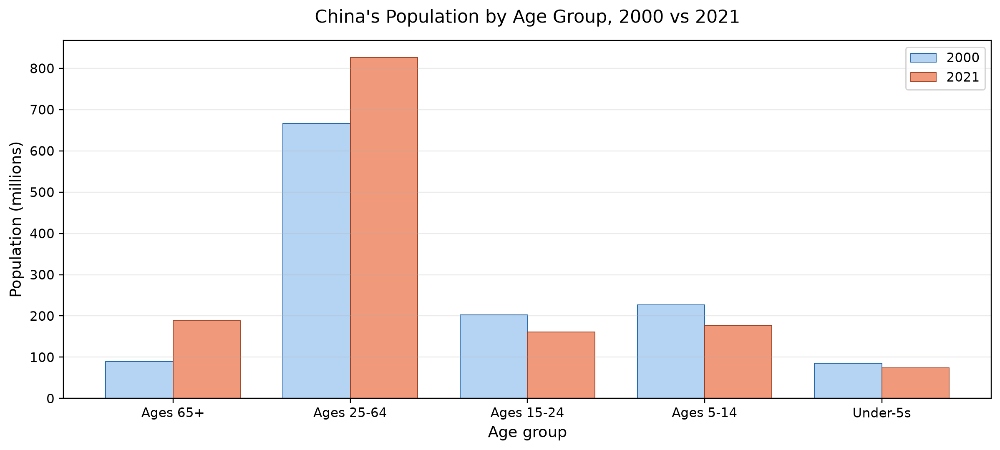 China's Population by Age Group, 2000 vs 2021
2000
2021
Population (millions)
800
700
600
500
400
300
200
100
0
Ages 65+
Ages 25-64
Ages 15-24
Ages 5-14
Under-5s
Age group